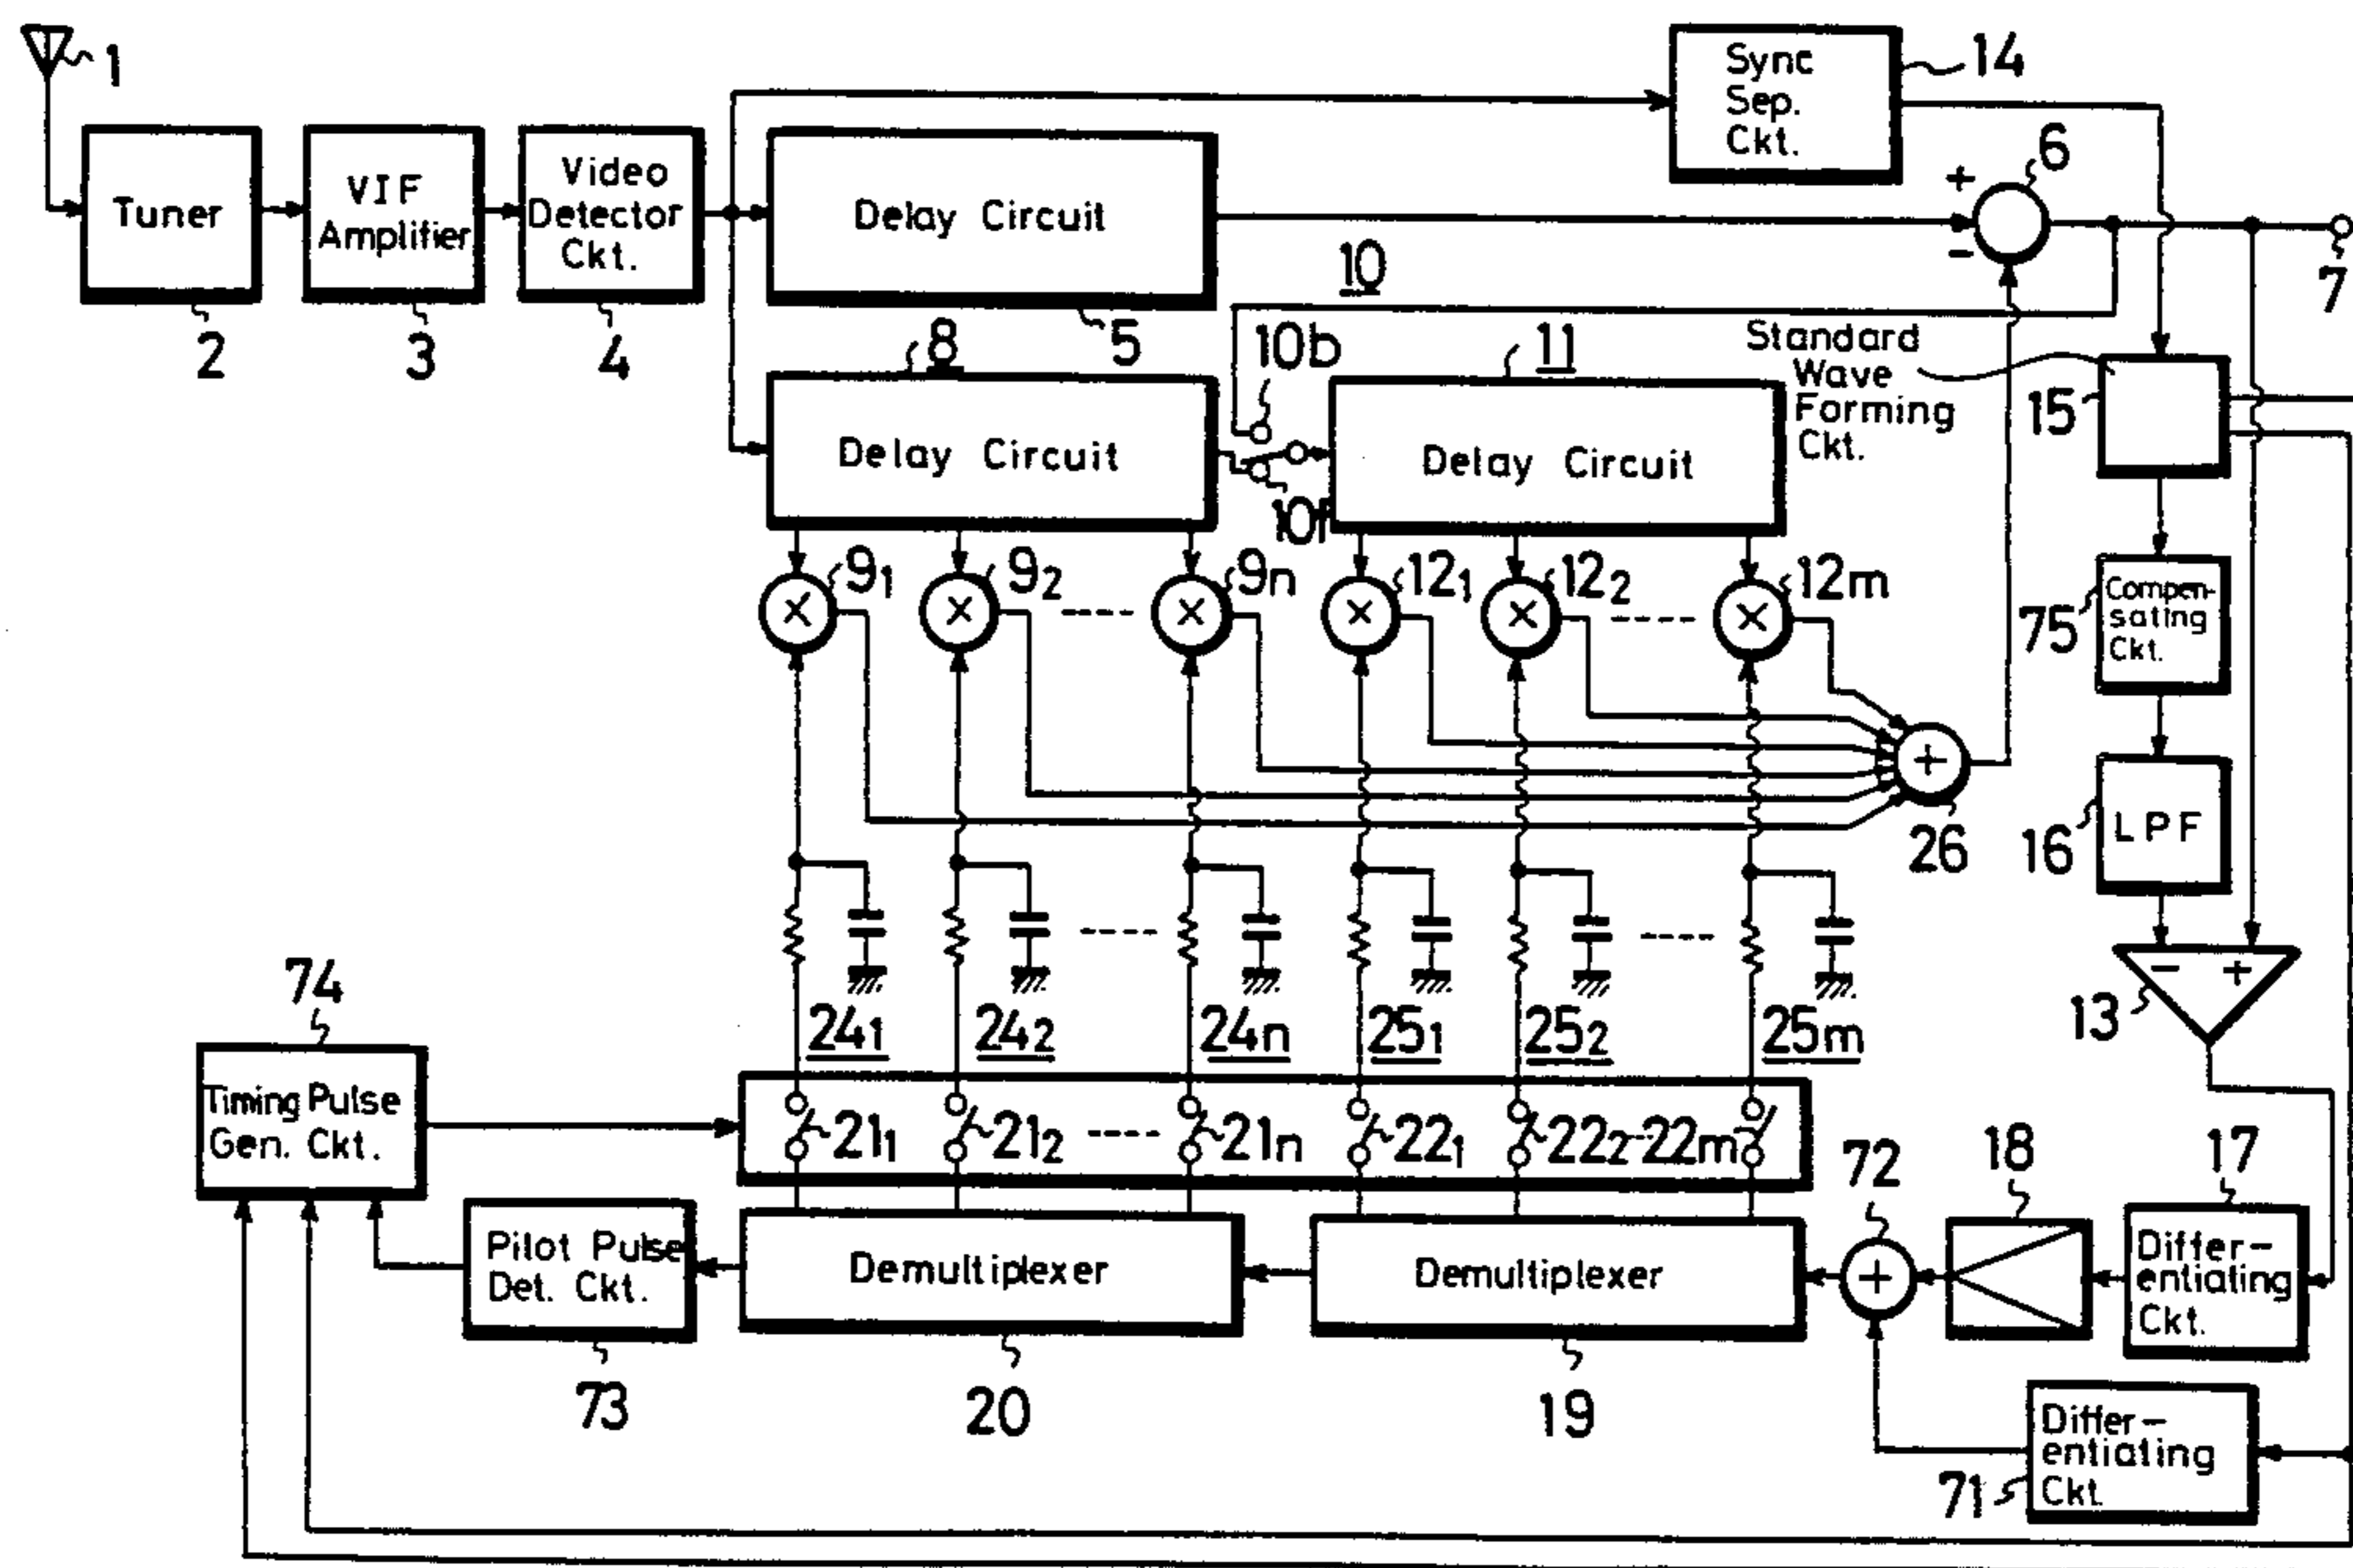 1
Tuner
2
VIF
Amplifier
3
Video
Detector
Ckt.
4
Delay Circuit
5
Sync
Sep.
Ckt.
14
+
-
6
7
10
8
Delay Circuit
10b
10f
11
Delay Circuit
Standard
Wave
Forming
Ckt.
15
91
×
92
×
----
9n
×
121
×
122
×
----
12m
×
Compen-
sating
Ckt.
75
+
26
LPF
16
- +
13
----
----
241
242
24n
251
252
25m
74
Timing Pulse
Gen. Ckt.
211
212
----
21n
221
222--22m
Pilot Pulse
Det. Ckt.
73
Demultiplexer
20
Demultiplexer
19
72
+
18
17
Differ-
entiating
Ckt.
Differ-
entiating
Ckt.
71